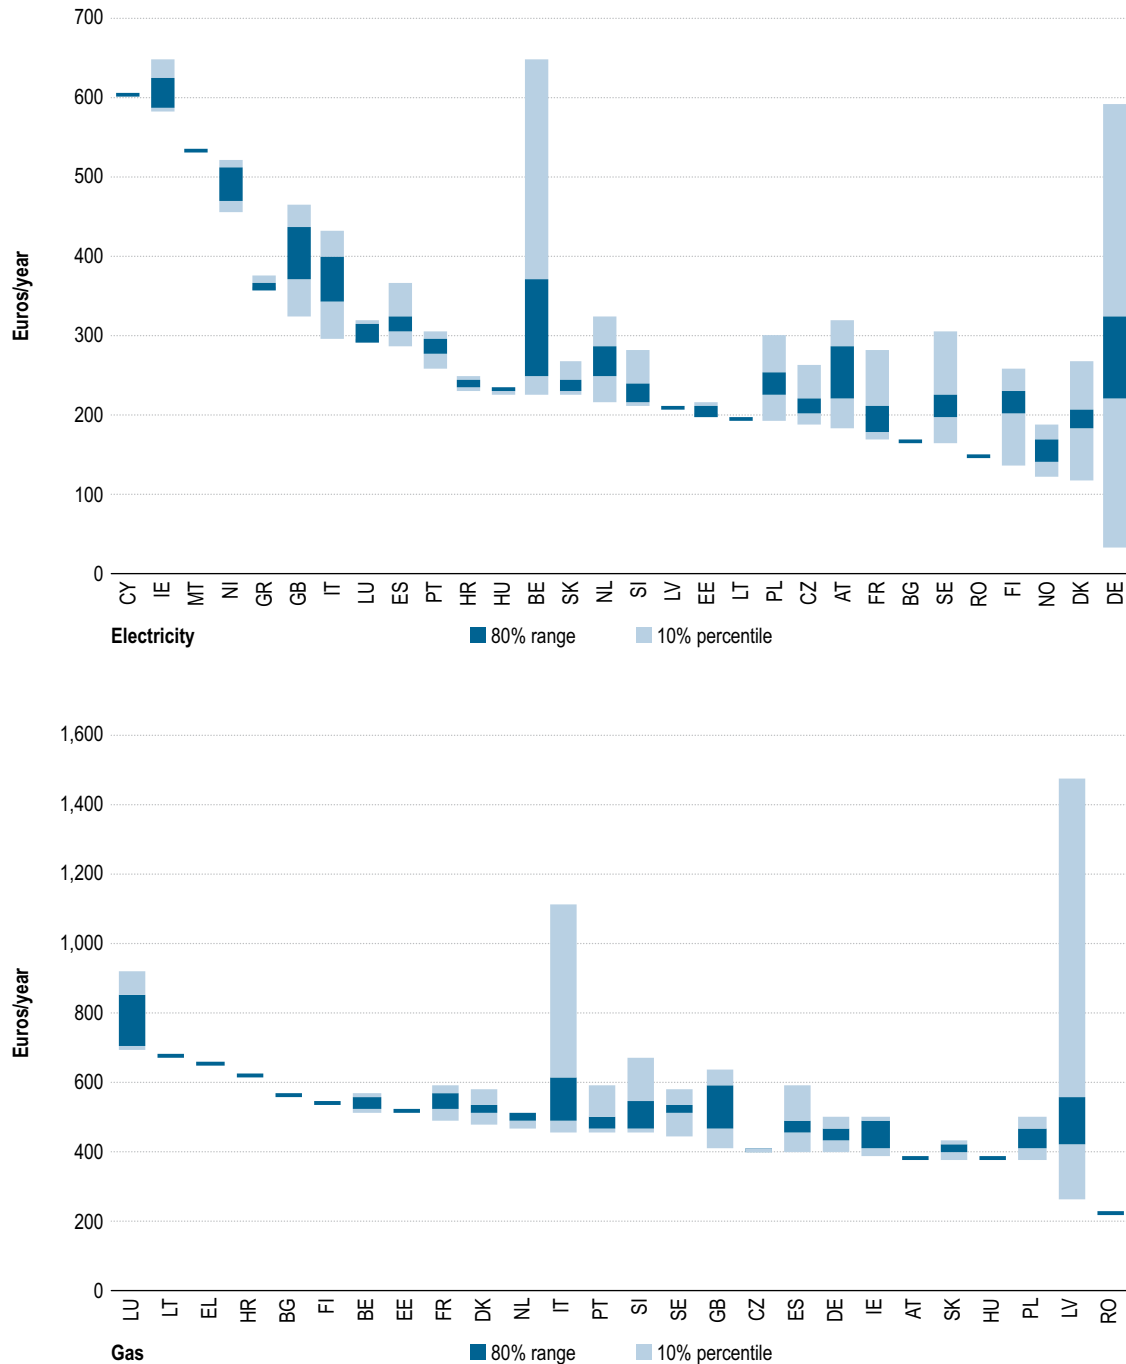 700
600
500
400
300
200
100
0
Euros/year
CY IE MT NI GR GB IT LU ES PT HR HU BE SK NL SI LV EE LT PL CZ AT FR BG SE RO FI NO DK DE
Electricity 80% range 10% percentile
1,600
1,400
1,200
1,000
800
600
400
200
0
Euros/year
LU LT EL HR BG FI BE EE FR DK NL IT PT SI SE GB CZ ES DE IE AT SK HU PL LV RO
Gas 80% range 10% percentile